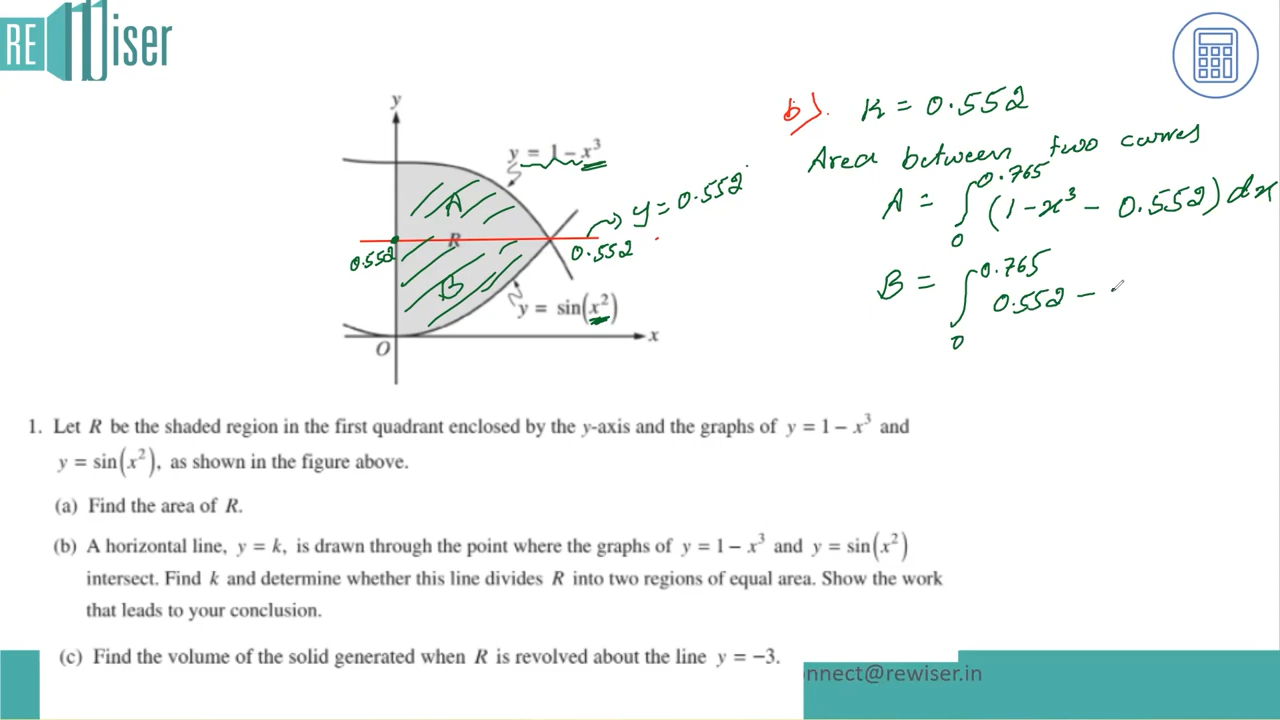 REWiser
y
y = 1 − x³
A
y = 0.552
R
0.552
0.552
B
y = sin(x²)
O
x
b).
K = 0.552
Area between two curves
A = ∫₀^0.765 (1 − x³ − 0.552) dx
B = ∫₀^0.765 0.552 −
1. Let R be the shaded region in the first quadrant enclosed by the y-axis and the graphs of y = 1 − x³ and
y = sin(x²), as shown in the figure above.
(a) Find the area of R.
(b) A horizontal line, y = k, is drawn through the point where the graphs of y = 1 − x³ and y = sin(x²)
intersect. Find k and determine whether this line divides R into two regions of equal area. Show the work
that leads to your conclusion.
(c) Find the volume of the solid generated when R is revolved about the line y = −3.
nnect@rewiser.in